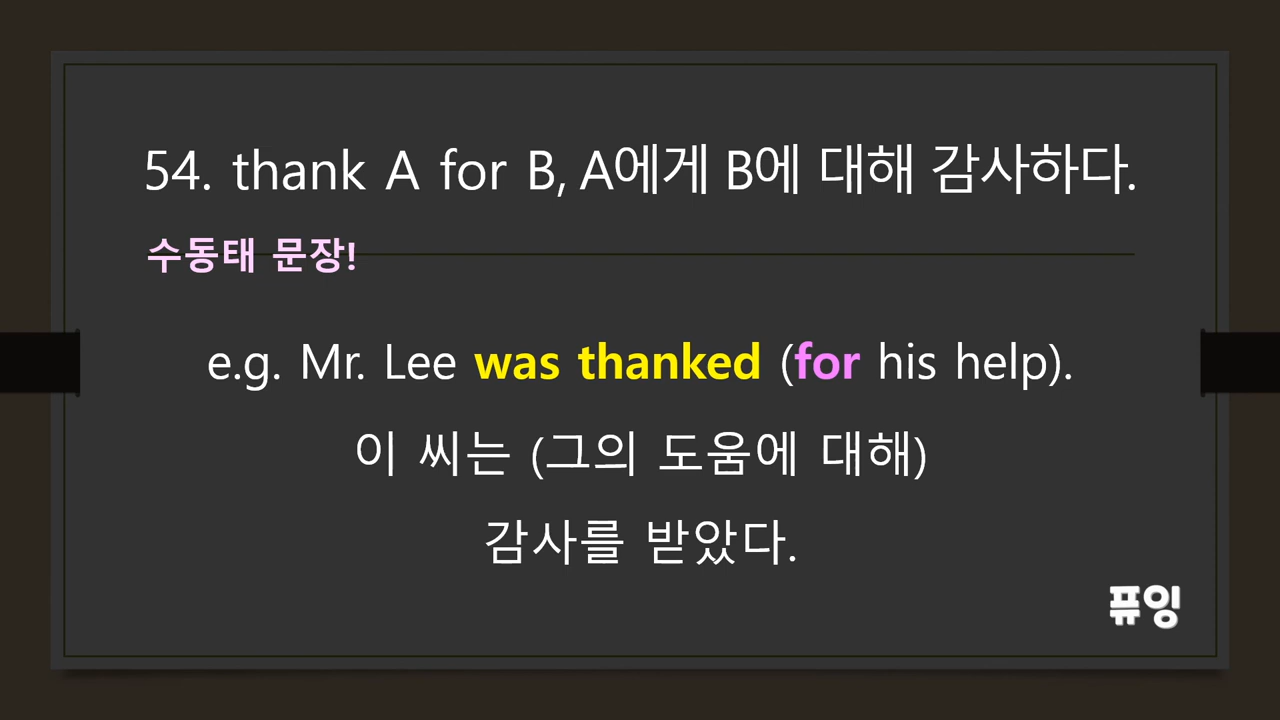 54. thank A for B, A에게 B에 대해 감사하다.
수동태 문장!
e.g. Mr. Lee was thanked (for his help).
이 씨는 (그의 도움에 대해)
감사를 받았다.
퓨잉